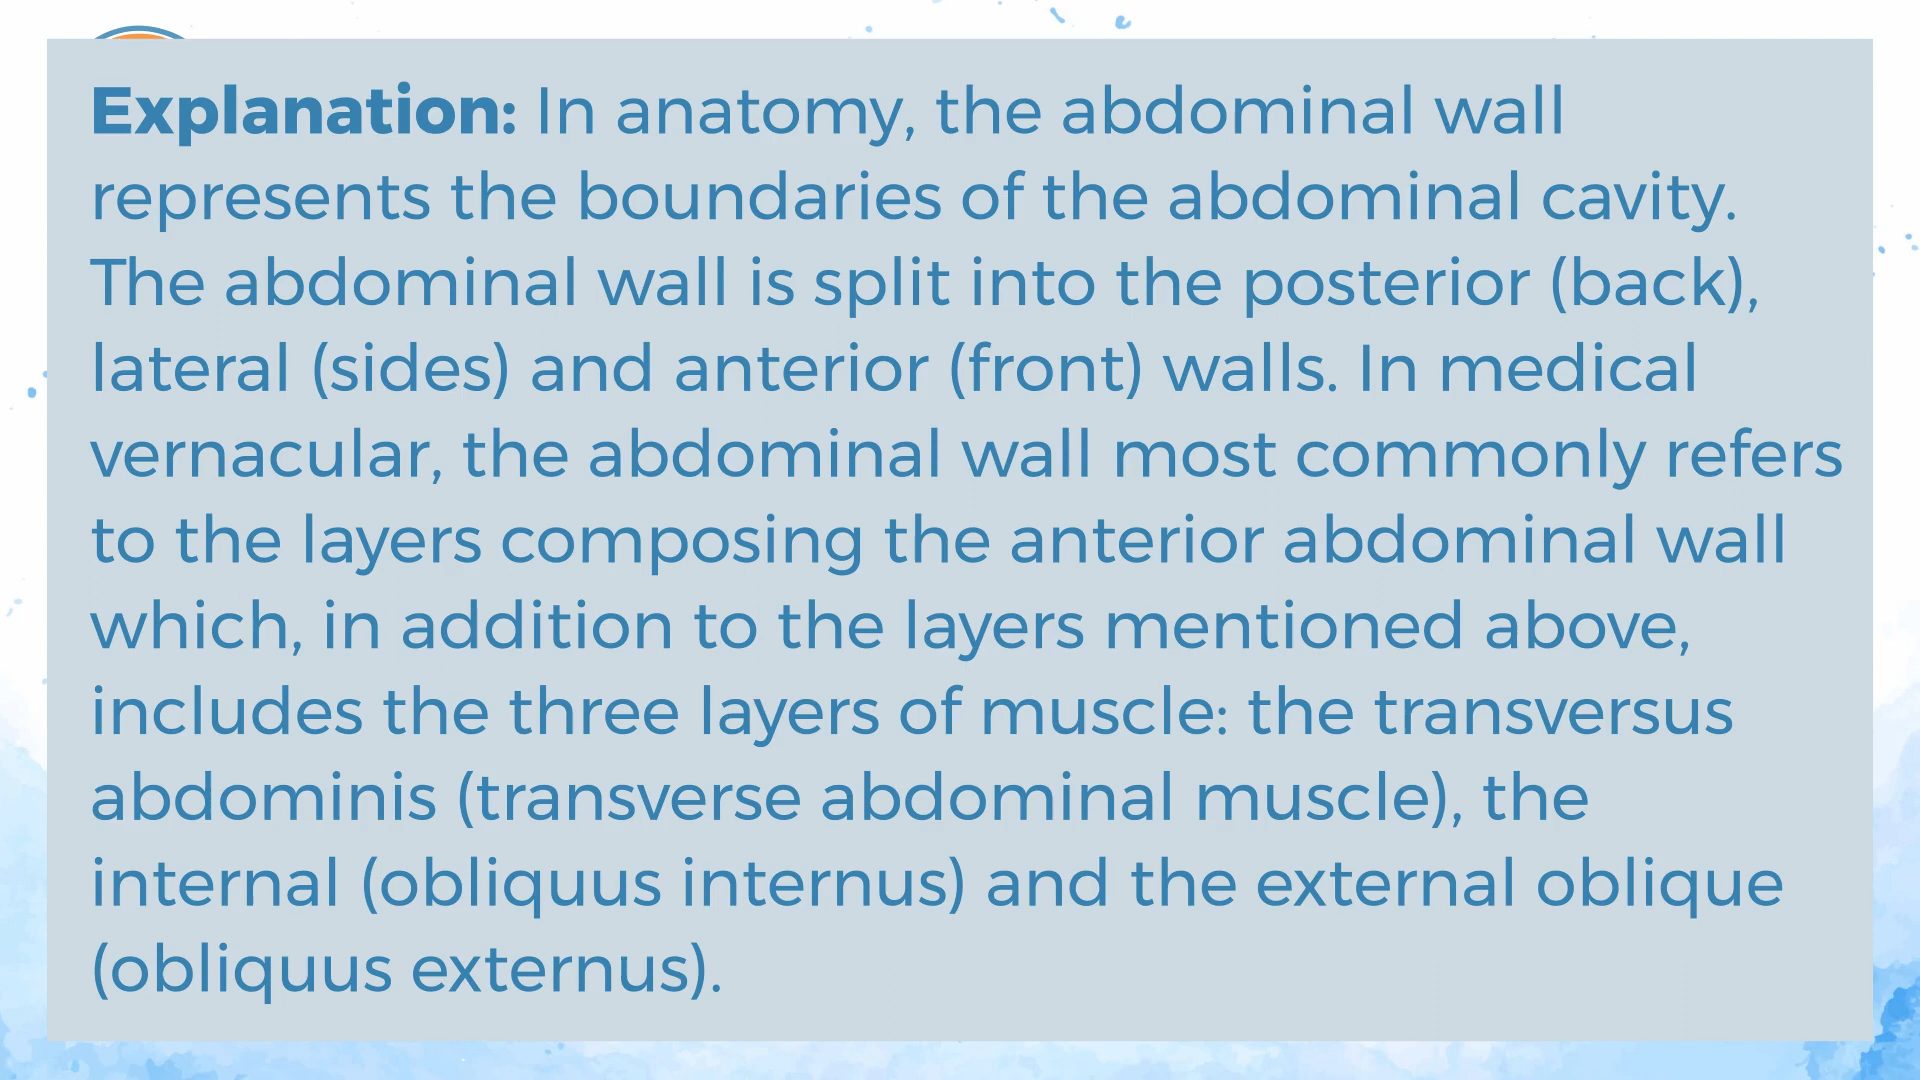 Explanation: In anatomy, the abdominal wall
represents the boundaries of the abdominal cavity.
The abdominal wall is split into the posterior (back),
lateral (sides) and anterior (front) walls. In medical
vernacular, the abdominal wall most commonly refers
to the layers composing the anterior abdominal wall
which, in addition to the layers mentioned above,
includes the three layers of muscle: the transversus
abdominis (transverse abdominal muscle), the
internal (obliquus internus) and the external oblique
(obliquus externus).